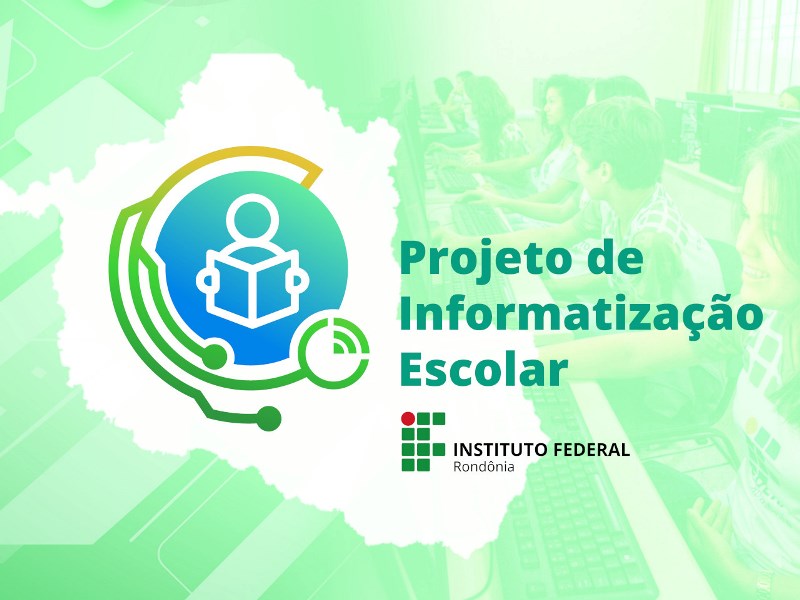 Projeto de
Informatização
Escolar
INSTITUTO FEDERAL
Rondônia